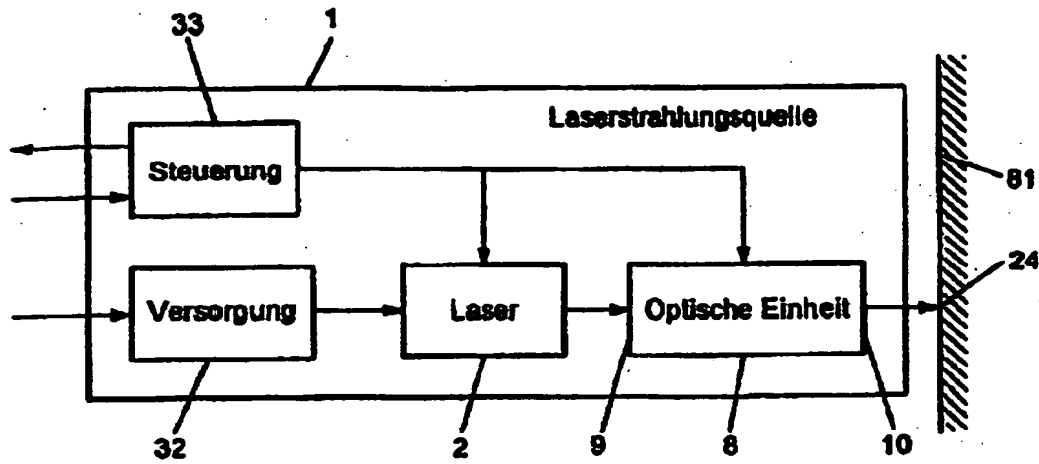 33
1
Laserstrahlungsquelle
Steuerung
81
24
Versorgung
Laser
Optische Einheit
32
2
9
8
10